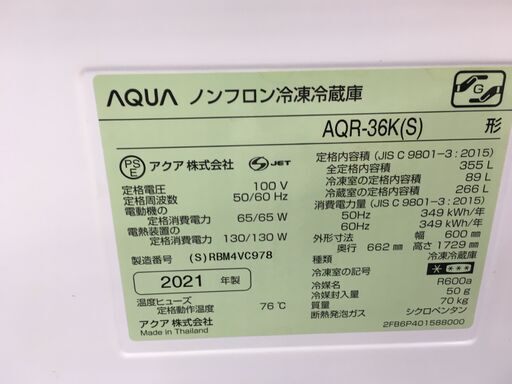 AQUA ノンフロン冷凍冷蔵庫
G
AQR-36K(S) 形
PS E アクア株式会社 S JET
定格電圧 100 V
定格周波数 50/60 Hz
電動機の
定格消費電力 65/65 W
電熱装置の
定格消費電力 130/130 W
製造番号 (S)RBM4VC978
2021 年製
温度ヒューズ
定格動作温度 76℃
アクア株式会社
Made in Thailand
定格内容積 (JIS C 9801-3 : 2015)
全定格内容積 355 L
冷凍室の定格内容積 89 L
冷蔵室の定格内容積 266 L
消費電力量 (JIS C 9801-3 : 2015)
50Hz 349 kWh/年
60Hz 349 kWh/年
外形寸法 幅 600 ㎜
奥行 662 ㎜ 高さ 1729 ㎜
種類 冷凍冷蔵庫
冷凍室の記号 * ***
冷媒名 R600a
冷媒封入量 50 g
質量 70 kg
断熱発泡ガス シクロペンタン
2FB6P401588000